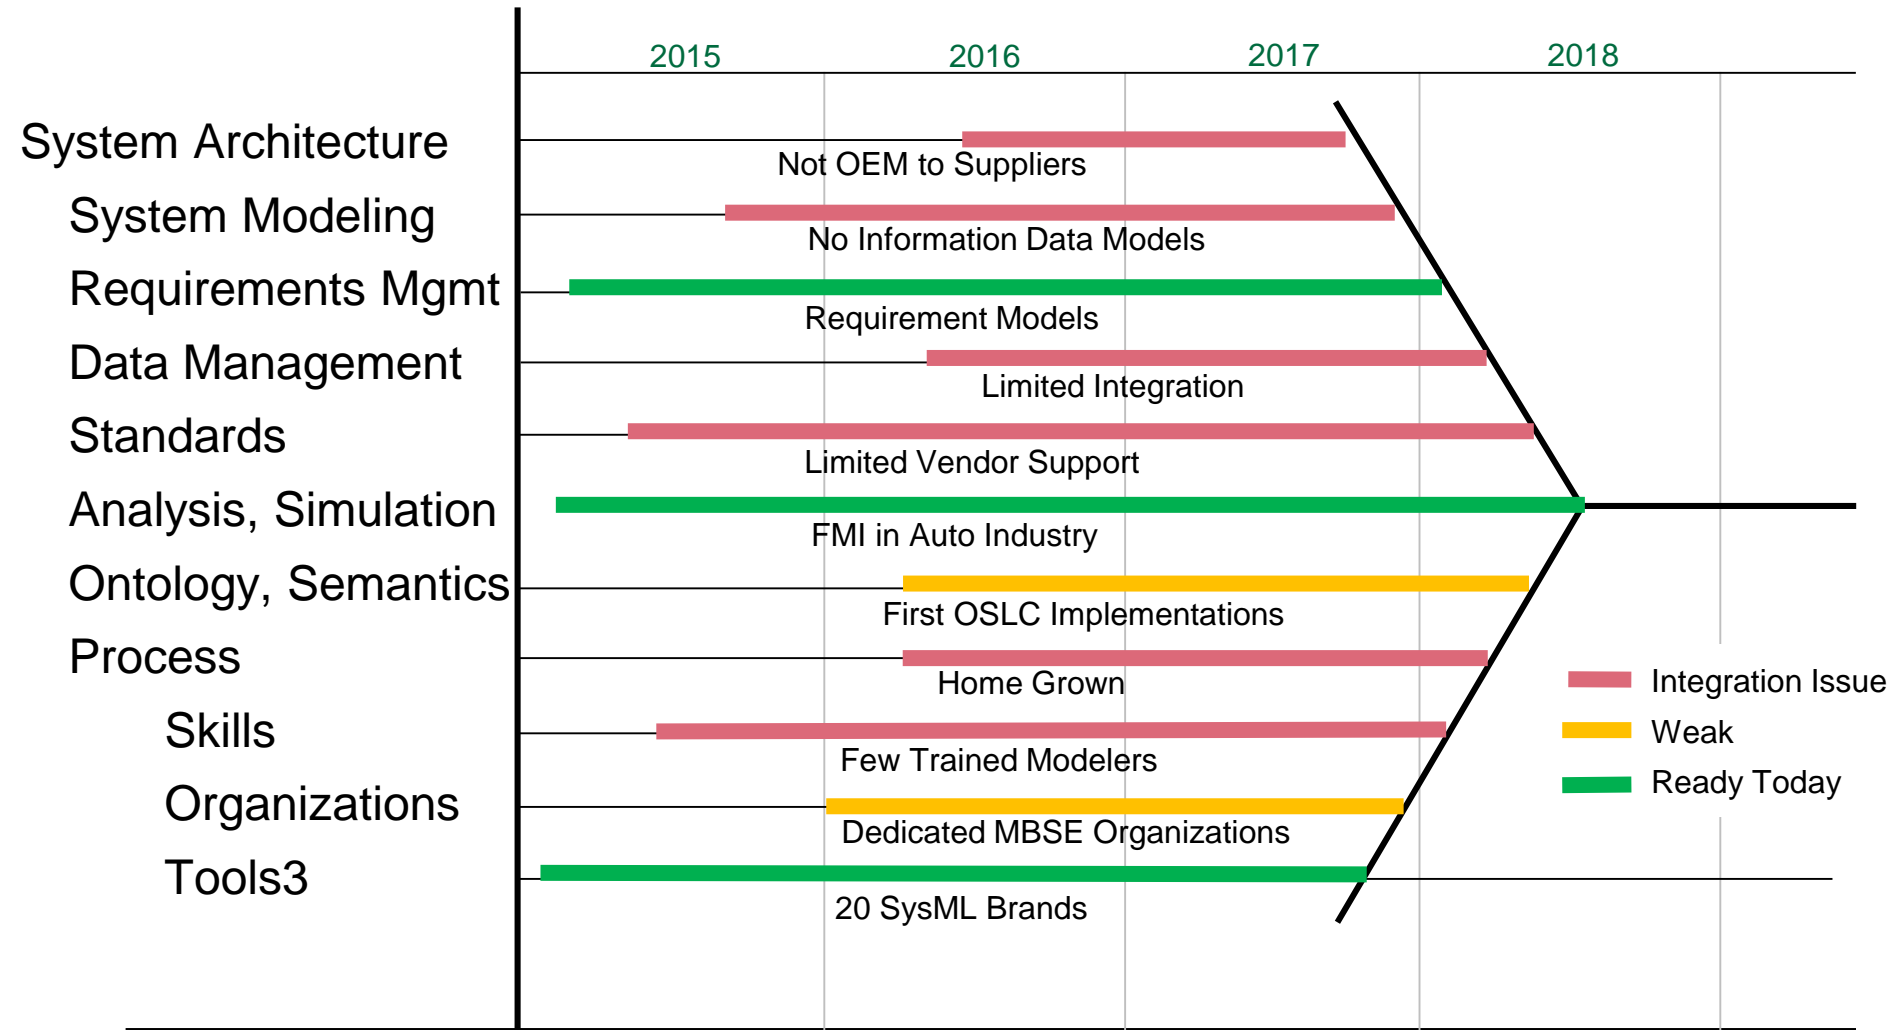 2015 2016 2017 2018
System Architecture
Not OEM to Suppliers
System Modeling
No Information Data Models
Requirements Mgmt
Requirement Models
Data Management
Limited Integration
Standards
Limited Vendor Support
Analysis, Simulation
FMI in Auto Industry
Ontology, Semantics
First OSLC Implementations
Process
Home Grown
Skills
Few Trained Modelers
Organizations
Dedicated MBSE Organizations
Tools3
20 SysML Brands
Integration Issue
Weak
Ready Today